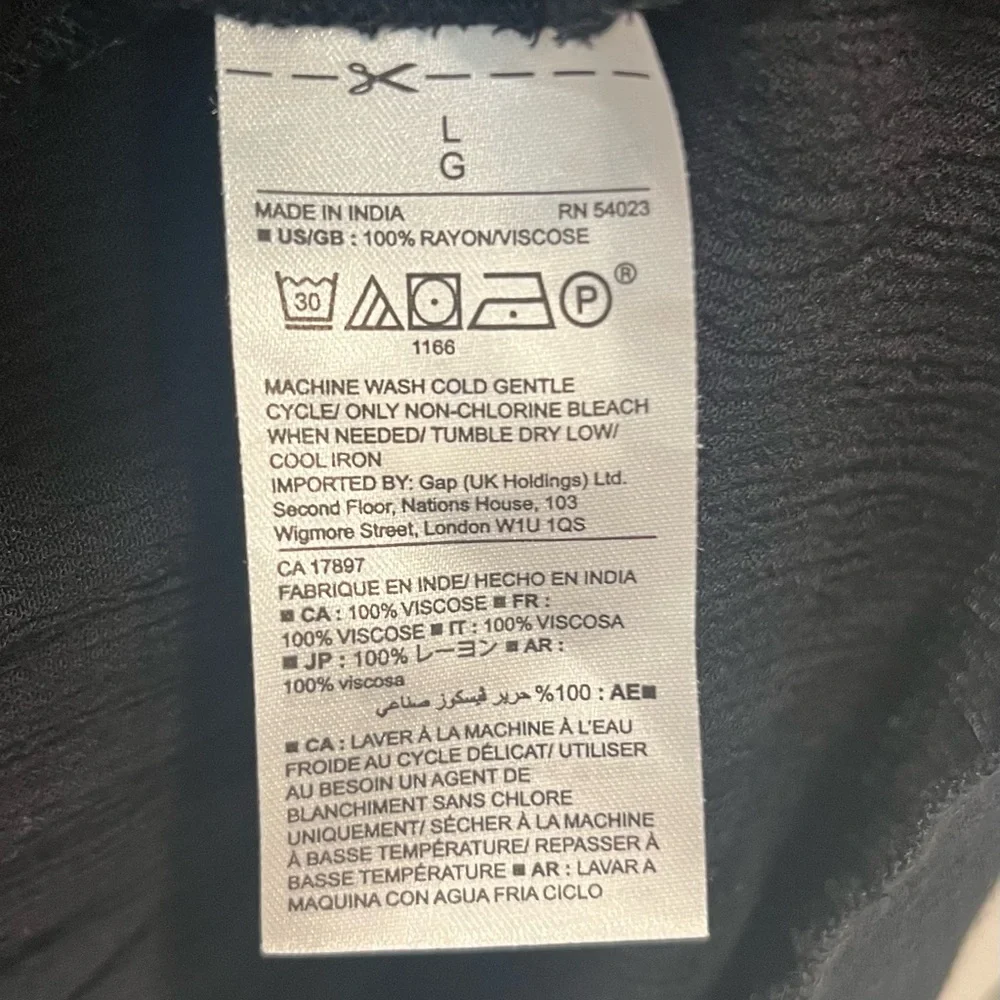 L
G
MADE IN INDIA RN 54023
■ US/GB : 100% RAYON/VISCOSE
30 P ®
1166
MACHINE WASH COLD GENTLE
CYCLE/ ONLY NON-CHLORINE BLEACH
WHEN NEEDED/ TUMBLE DRY LOW/
COOL IRON
IMPORTED BY: Gap (UK Holdings) Ltd.
Second Floor, Nations House, 103
Wigmore Street, London W1U 1QS
CA 17897
FABRIQUE EN INDE/ HECHO EN INDIA
■ CA : 100% VISCOSE ■ FR :
100% VISCOSE ■ IT : 100% VISCOSA
■ JP : 100% レーヨン ■ AR :
100% viscosa
■AE : 100% حرير فيسكوز صناعي
■ CA : LAVER À LA MACHINE À L'EAU
FROIDE AU CYCLE DÉLICAT/ UTILISER
AU BESOIN UN AGENT DE
BLANCHIMENT SANS CHLORE
UNIQUEMENT/ SÉCHER À LA MACHINE
À BASSE TEMPÉRATURE/ REPASSER À
BASSE TEMPÉRATURE ■ AR : LAVAR A
MAQUINA CON AGUA FRIA CICLO